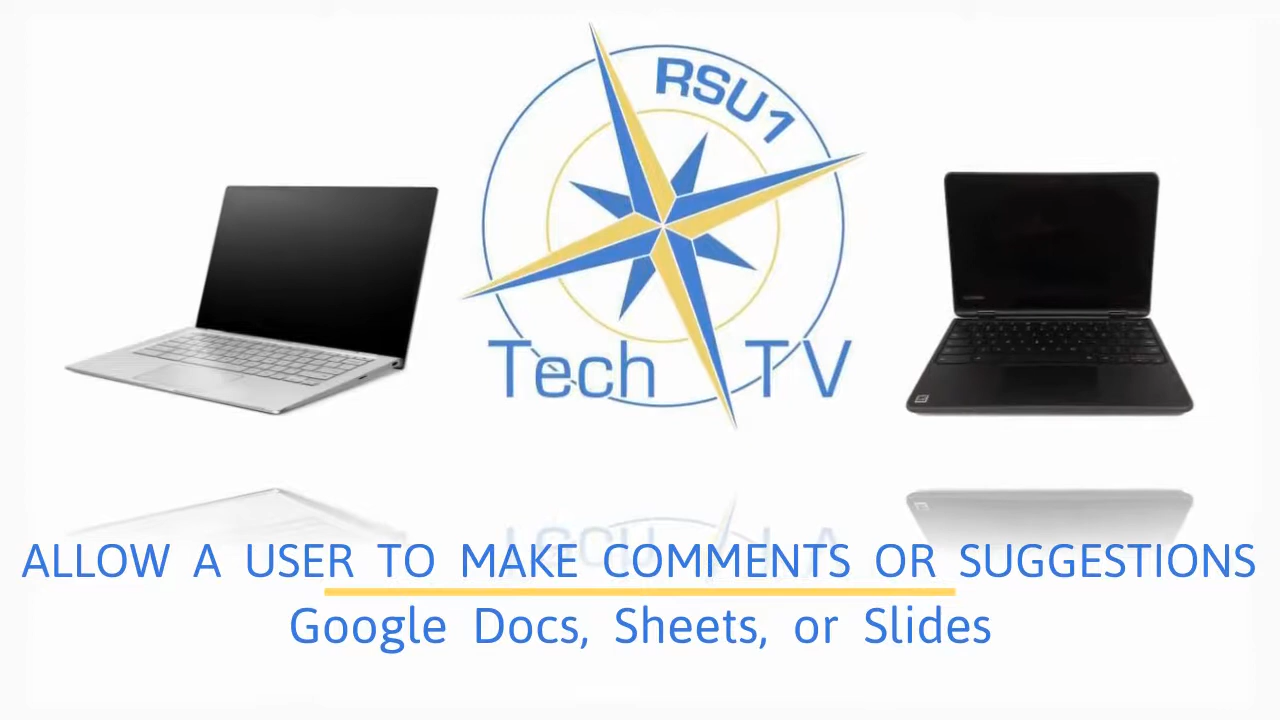 RSU1
Tech TV
ALLOW A USER TO MAKE COMMENTS OR SUGGESTIONS
Google Docs, Sheets, or Slides